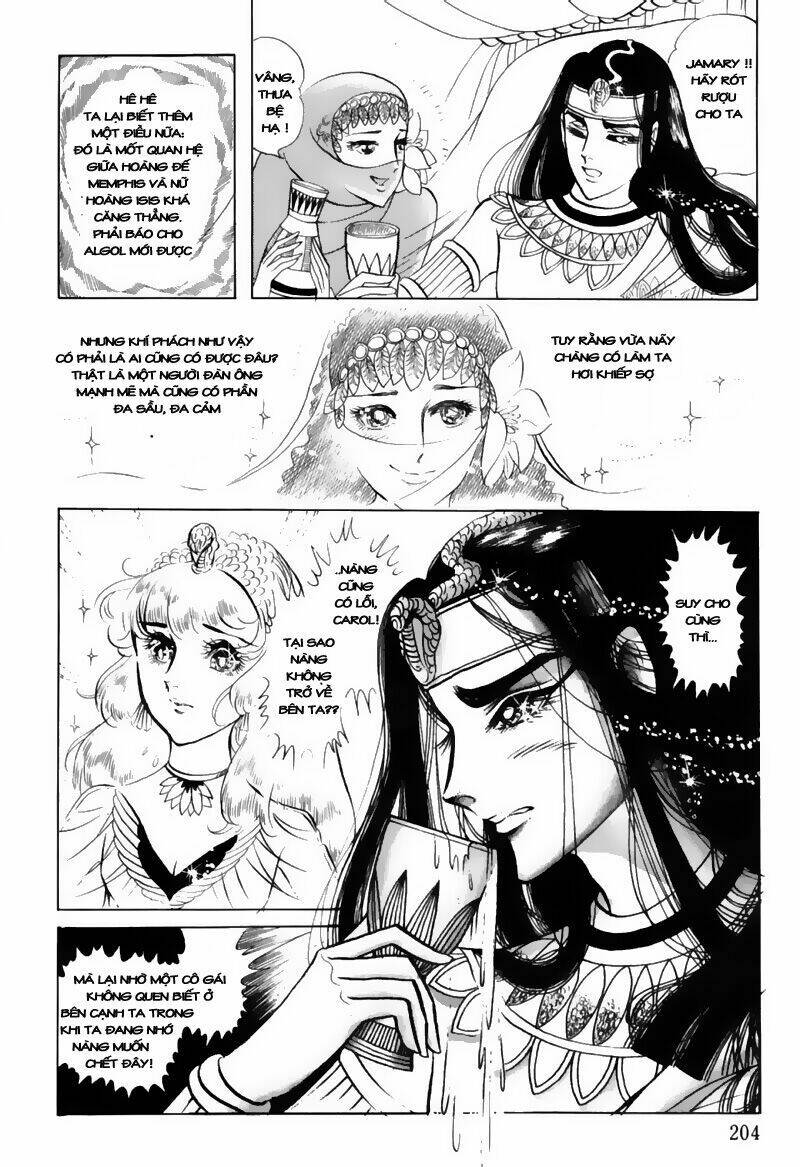 JAMARY !!
HÃY RÓT
RƯỢU
CHO TA
VÂNG,
THƯA
BỆ
HẠ !
HÊ HÊ
TA LẠI BIẾT THÊM
MỘT ĐIỀU NỮA:
ĐÓ LÀ MỐT QUAN HỆ
GIỮA HOÀNG ĐẾ
MEMPHIS VÀ NỮ
HOÀNG ISIS KHÁ
CĂNG THẲNG.
PHẢI BÁO CHO
ALGOL MỚI ĐƯỢC
TUY RẰNG VỪA NÃY
CHÀNG CÓ LÀM TA
HƠI KHIẾP SỢ
NHƯNG KHÍ PHÁCH NHƯ VẬY
CÓ PHẢI LÀ AI CŨNG CÓ ĐƯỢC ĐÂU?
THẬT LÀ MỘT NGƯỜI ĐÀN ÔNG
MẠNH MẼ MÀ CŨNG CÓ PHẦN
ĐA SẦU, ĐA CẢM
SUY CHO
CÙNG
THÌ...
..NÀNG
CŨNG
CÓ LỖI,
CAROL!
TẠI SAO
NÀNG
KHÔNG
TRỞ VỀ
BÊN TA??
MÀ LẠI NHỜ MỘT CÔ GÁI
KHÔNG QUEN BIẾT Ở
BÊN CẠNH TA TRONG
KHI TA ĐANG NHỚ
NÀNG MUỐN
CHẾT ĐÂY!
204